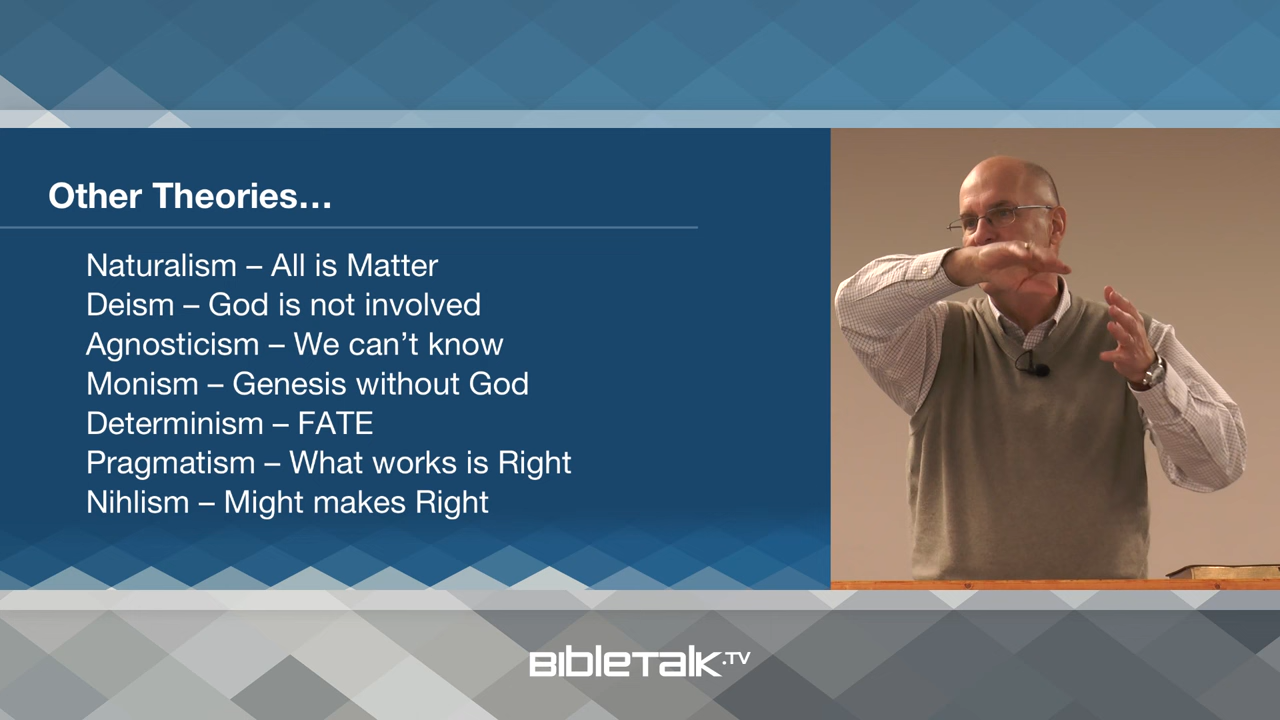 Other Theories…
Naturalism – All is Matter
Deism – God is not involved
Agnosticism – We can't know
Monism – Genesis without God
Determinism – FATE
Pragmatism – What works is Right
Nihlism – Might makes Right
BIBLETALK.TV